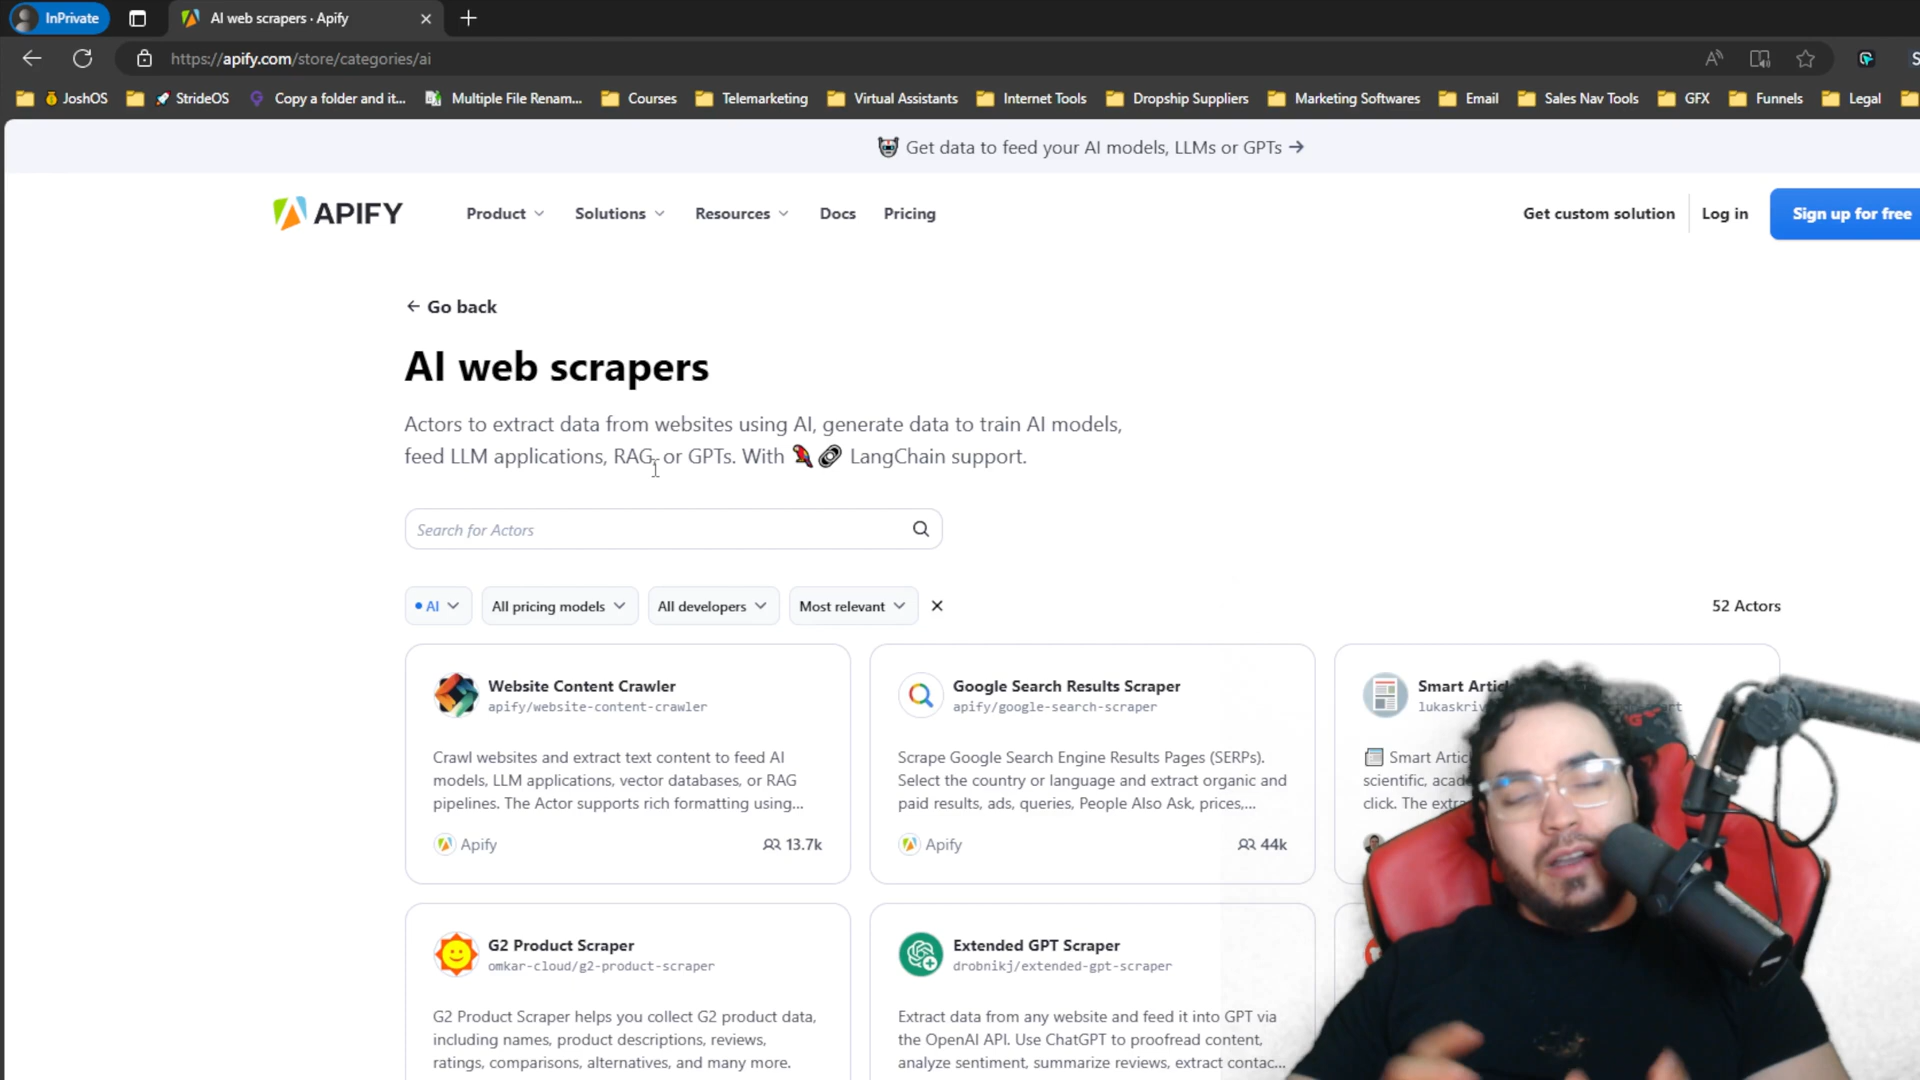 InPrivate
AI web scrapers · Apify
https://apify.com/store/categories/ai
JoshOS
StrideOS
Copy a folder and it...
Multiple File Renam...
Courses
Telemarketing
Virtual Assistants
Internet Tools
Dropship Suppliers
Marketing Softwares
Email
Sales Nav Tools
GFX
Funnels
Legal
Get data to feed your AI models, LLMs or GPTs →
APIFY
Product
Solutions
Resources
Docs
Pricing
Get custom solution
Log in
Sign up for free
← Go back
AI web scrapers
Actors to extract data from websites using AI, generate data to train AI models,
feed LLM applications, RAG, or GPTs. With 🦜🔗 LangChain support.
Search for Actors
AI
All pricing models
All developers
Most relevant
52 Actors
Website Content Crawler
apify/website-content-crawler
Crawl websites and extract text content to feed AI
models, LLM applications, vector databases, or RAG
pipelines. The Actor supports rich formatting using...
Apify
13.7k
Google Search Results Scraper
apify/google-search-scraper
Scrape Google Search Engine Results Pages (SERPs).
Select the country or language and extract organic and
paid results, ads, queries, People Also Ask, prices,...
Apify
44k
Smart
Smart
scientific,
click. The
G2 Product Scraper
omkar-cloud/g2-product-scraper
G2 Product Scraper helps you collect G2 product data,
including names, product descriptions, reviews,
ratings, comparisons, alternatives, and many more.
Extended GPT Scraper
drobnikj/extended-gpt-scraper
Extract data from any website and feed it into GPT via
the OpenAI API. Use ChatGPT to proofread content,
analyze sentiment, summarize reviews, extract contac...